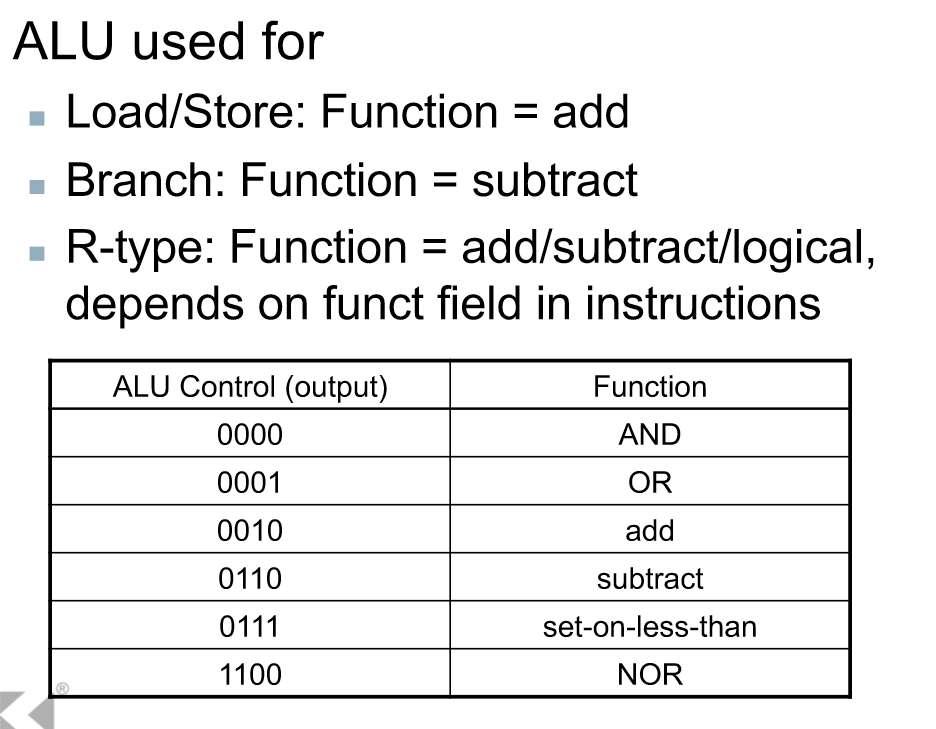 ALU used for
Load/Store: Function = add
Branch: Function = subtract
R-type: Function = add/subtract/logical,
depends on funct field in instructions
ALU Control (output) Function
0000 AND
0001 OR
0010 add
0110 subtract
0111 set-on-less-than
1100 NOR
®